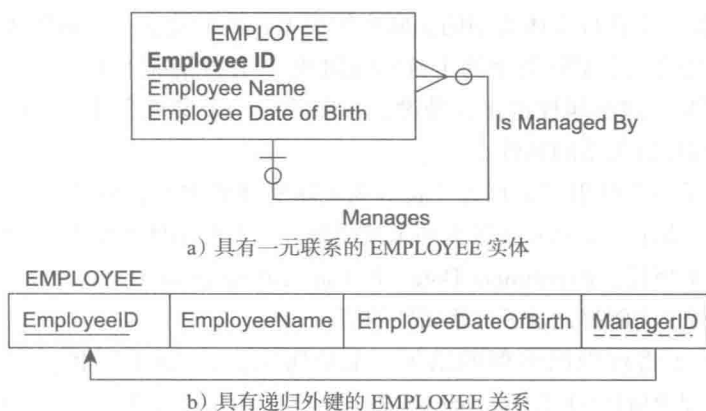 EMPLOYEE
Employee ID
Employee Name
Employee Date of Birth
Is Managed By
Manages
a) 具有一元联系的 EMPLOYEE 实体
EMPLOYEE
EmployeeID EmployeeName EmployeeDateOfBirth ManagerID
b) 具有递归外键的 EMPLOYEE 关系